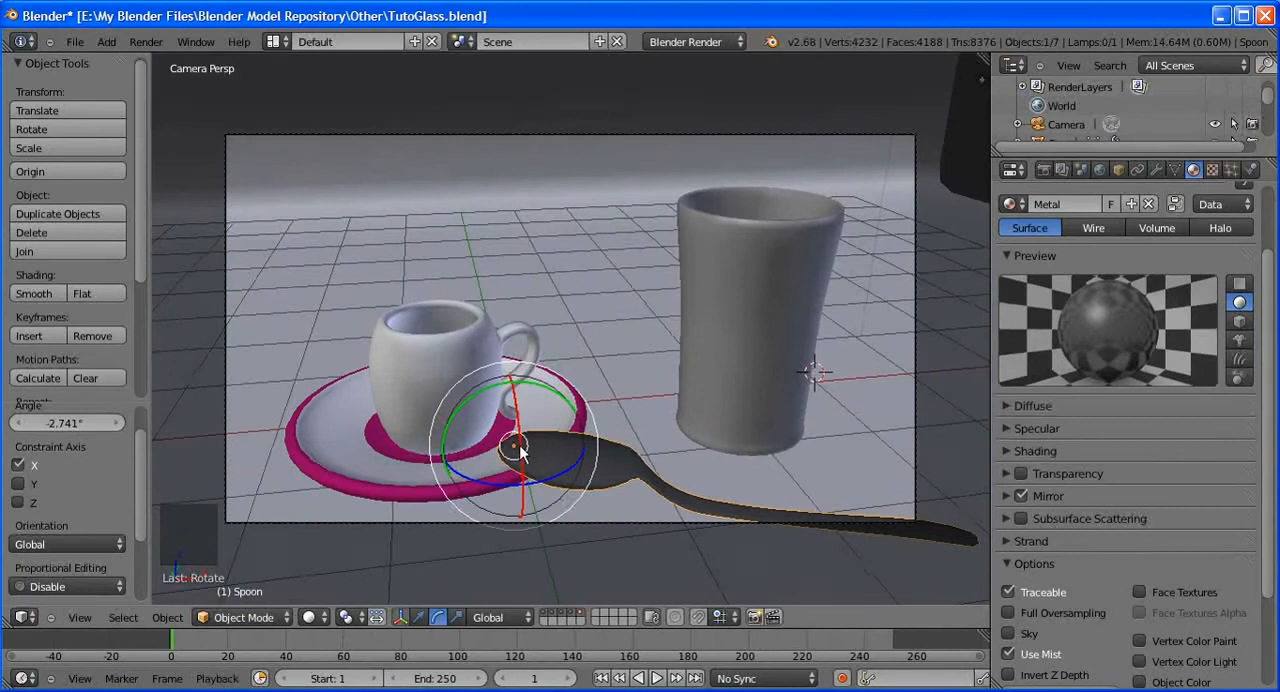 Blender* [E:\My Blender Files\Blender Model Repository\Other\TutoGlass.blend]
File Add Render Window Help Default Scene Blender Render v2.68 | Verts:4232 | Faces:4188 | Tris:8376 | Objects:1/7 | Lamps:0/1 | Mem:14.64M (0.60M) | Spoon
Object Tools
Transform:
Translate
Rotate
Scale
Origin
Object:
Duplicate Objects
Delete
Join
Shading:
Smooth Flat
Keyframes:
Insert Remove
Motion Paths:
Calculate Clear
Angle:
-2.741°
Constraint Axis
X
Y
Z
Orientation
Global
Proportional Editing
Disable
Camera Persp
Last: Rotate
(1) Spoon
View Select Object Object Mode Global
-40 -20 0 20 40 60 80 100 120 140 160 180 200 220 240 260
View Marker Frame Playback Start: 1 End: 250 1 No Sync
View Search All Scenes
RenderLayers
World
Camera
Metal F Data
Surface Wire Volume Halo
Preview
Diffuse
Specular
Shading
Transparency
Mirror
Subsurface Scattering
Strand
Options
Traceable Face Textures
Full Oversampling Face Textures Alpha
Sky Vertex Color Paint
Use Mist Vertex Color Light
Invert Z Depth Object Color